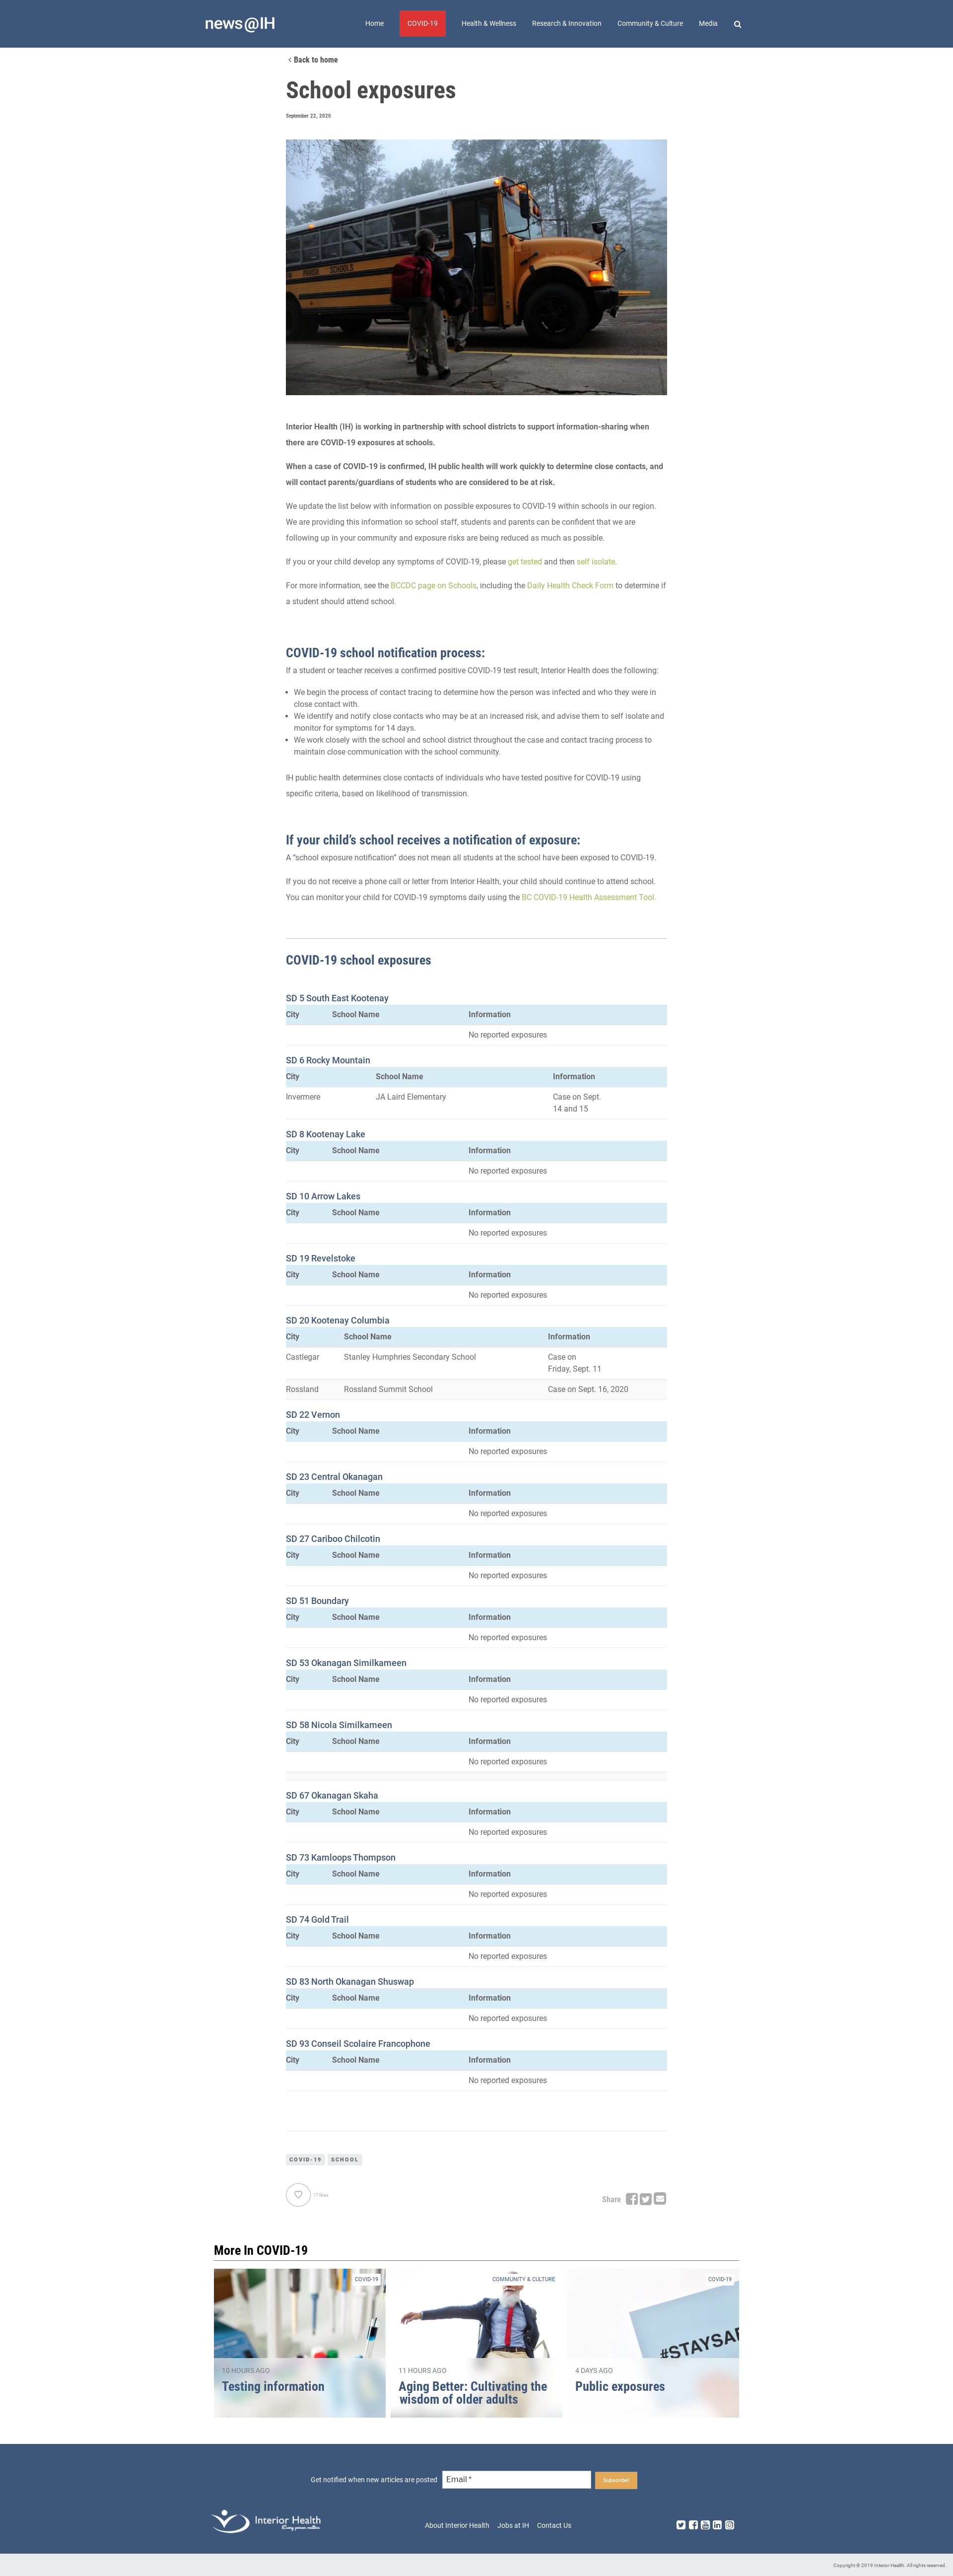 news@IH
Home
COVID-19
Health & Wellness
Research & Innovation
Community & Culture
Media
Back to home
School exposures
September 22, 2020
PARISH SCHOOLS
Interior Health (IH) is working in partnership with school districts to support information-sharing when
there are COVID-19 exposures at schools.
When a case of COVID-19 is confirmed, IH public health will work quickly to determine close contacts, and
will contact parents/guardians of students who are considered to be at risk.
We update the list below with information on possible exposures to COVID-19 within schools in our region.
We are providing this information so school staff, students and parents can be confident that we are
following up in your community and exposure risks are being reduced as much as possible.
If you or your child develop any symptoms of COVID-19, please get tested and then self isolate.
For more information, see the BCCDC page on Schools, including the Daily Health Check Form to determine if
a student should attend school.
COVID-19 school notification process:
If a student or teacher receives a confirmed positive COVID-19 test result, Interior Health does the following:
• We begin the process of contact tracing to determine how the person was infected and who they were in
close contact with.
• We identify and notify close contacts who may be at an increased risk, and advise them to self isolate and
monitor for symptoms for 14 days.
• We work closely with the school and school district throughout the case and contact tracing process to
maintain close communication with the school community.
IH public health determines close contacts of individuals who have tested positive for COVID-19 using
specific criteria, based on likelihood of transmission.
If your child's school receives a notification of exposure:
A “school exposure notification” does not mean all students at the school have been exposed to COVID-19.
If you do not receive a phone call or letter from Interior Health, your child should continue to attend school.
You can monitor your child for COVID-19 symptoms daily using the BC COVID-19 Health Assessment Tool.
COVID-19 school exposures
SD 5 South East Kootenay
City School Name Information
No reported exposures
SD 6 Rocky Mountain
City School Name Information
Invermere JA Laird Elementary Case on Sept.
14 and 15
SD 8 Kootenay Lake
City School Name Information
No reported exposures
SD 10 Arrow Lakes
City School Name Information
No reported exposures
SD 19 Revelstoke
City School Name Information
No reported exposures
SD 20 Kootenay Columbia
City School Name Information
Castlegar Stanley Humphries Secondary School Case on
Friday, Sept. 11
Rossland Rossland Summit School Case on Sept. 16, 2020
SD 22 Vernon
City School Name Information
No reported exposures
SD 23 Central Okanagan
City School Name Information
No reported exposures
SD 27 Cariboo Chilcotin
City School Name Information
No reported exposures
SD 51 Boundary
City School Name Information
No reported exposures
SD 53 Okanagan Similkameen
City School Name Information
No reported exposures
SD 58 Nicola Similkameen
City School Name Information
No reported exposures
SD 67 Okanagan Skaha
City School Name Information
No reported exposures
SD 73 Kamloops Thompson
City School Name Information
No reported exposures
SD 74 Gold Trail
City School Name Information
No reported exposures
SD 83 North Okanagan Shuswap
City School Name Information
No reported exposures
SD 93 Conseil Scolaire Francophone
City School Name Information
No reported exposures
COVID-19 SCHOOL
17 likes
Share
More In COVID-19
COVID-19
10 HOURS AGO
Testing information
COMMUNITY & CULTURE
11 HOURS AGO
Aging Better: Cultivating the
wisdom of older adults
COVID-19
#STAYSAF
4 DAYS AGO
Public exposures
Get notified when new articles are posted
Email *
Subscribe!
Interior Health
Every person matters
About Interior Health
Jobs at IH
Contact Us
Copyright © 2019 Interior Health. All rights reserved.